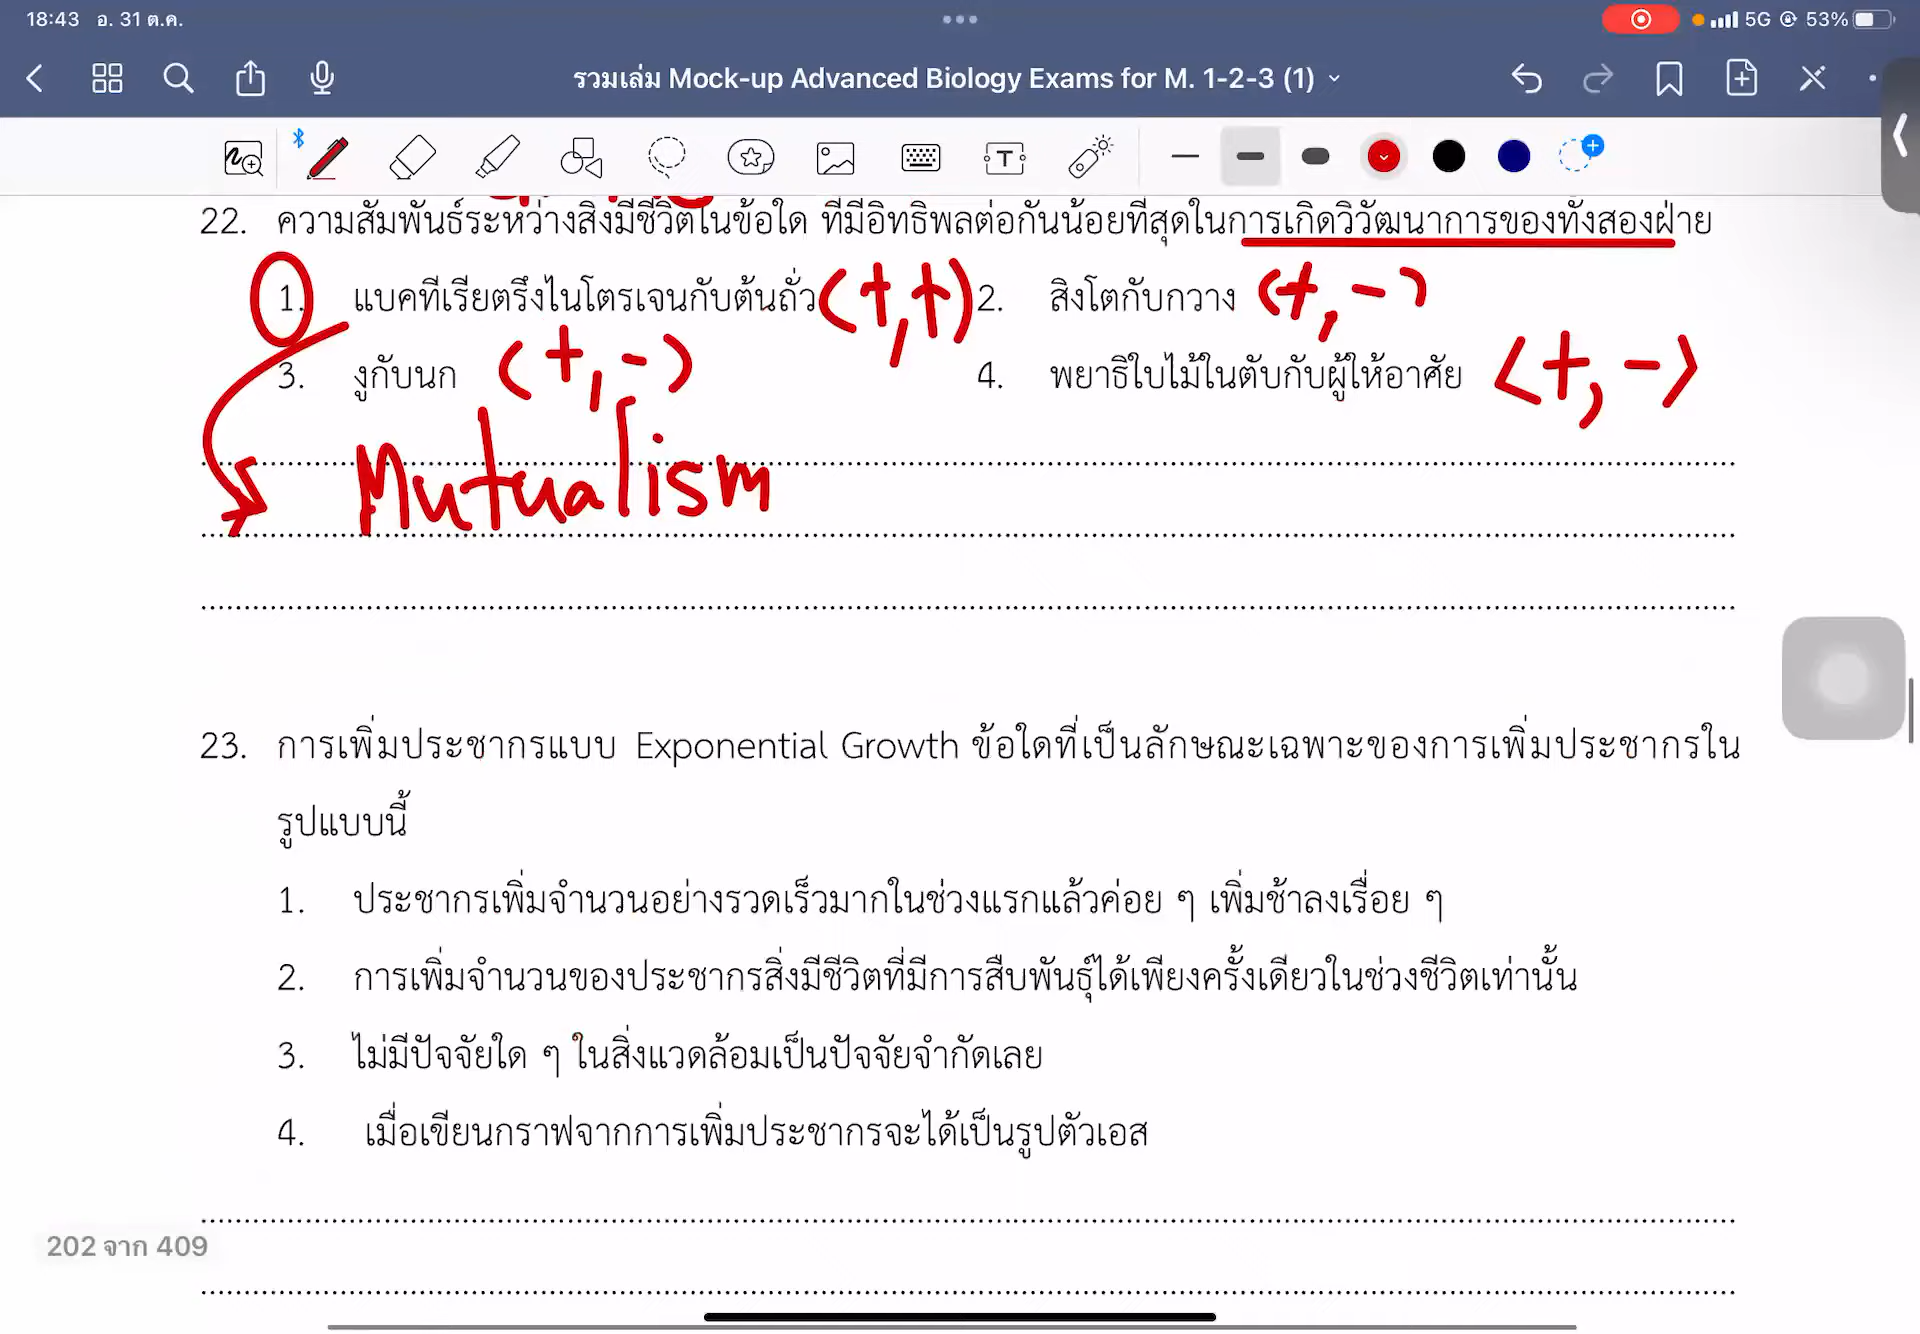 18:43 อ. 31 ต.ค.
5G 53%
รวมเล่ม Mock-up Advanced Biology Exams for M. 1-2-3 (1)
22. ความสัมพันธ์ระหว่างสิ่งมีชีวิตในข้อใด ที่มีอิทธิพลต่อกันน้อยที่สุดในการเกิดวิวัฒนาการของทั้งสองฝ่าย
1. แบคทีเรียตรึงไนโตรเจนกับต้นถั่ว (+,+) 2. สิงโตกับกวาง (+,-)
3. งูกับนก (+,-) 4. พยาธิใบไม้ในตับกับผู้ให้อาศัย <+,->
Mutualism
23. การเพิ่มประชากรแบบ Exponential Growth ข้อใดที่เป็นลักษณะเฉพาะของการเพิ่มประชากรใน
รูปแบบนี้
1. ประชากรเพิ่มจำนวนอย่างรวดเร็วมากในช่วงแรกแล้วค่อย ๆ เพิ่มช้าลงเรื่อย ๆ
2. การเพิ่มจำนวนของประชากรสิ่งมีชีวิตที่มีการสืบพันธุ์ได้เพียงครั้งเดียวในช่วงชีวิตเท่านั้น
3. ไม่มีปัจจัยใด ๆ ในสิ่งแวดล้อมเป็นปัจจัยจำกัดเลย
4. เมื่อเขียนกราฟจากการเพิ่มประชากรจะได้เป็นรูปตัวเอส
202 จาก 409